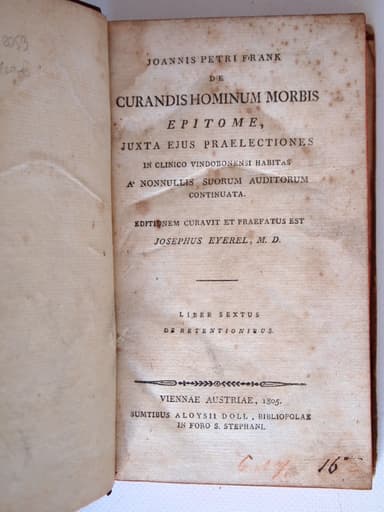 JOANNIS PETRI FRANK
DE
CURANDIS HOMINUM MORBIS
EPITOME,
JUXTA EJUS PRAELECTIONES
IN CLINICO VINDOBONENSI HABITAS
A' NONNULLIS SUORUM AUDITORUM
CONTINUATA.
EDITIONEM CURAVIT ET PRAEFATUS EST
JOSEPHUS EYEREL, M. D.
LIBER SEXTUS
DE RETENTIONIBUS.
VIENNAE AUSTRIAE, 1805.
SUMTIBUS ALOYSII DOLL, BIBLIOPOLAE
IN FORO S. STEPHANI.
16